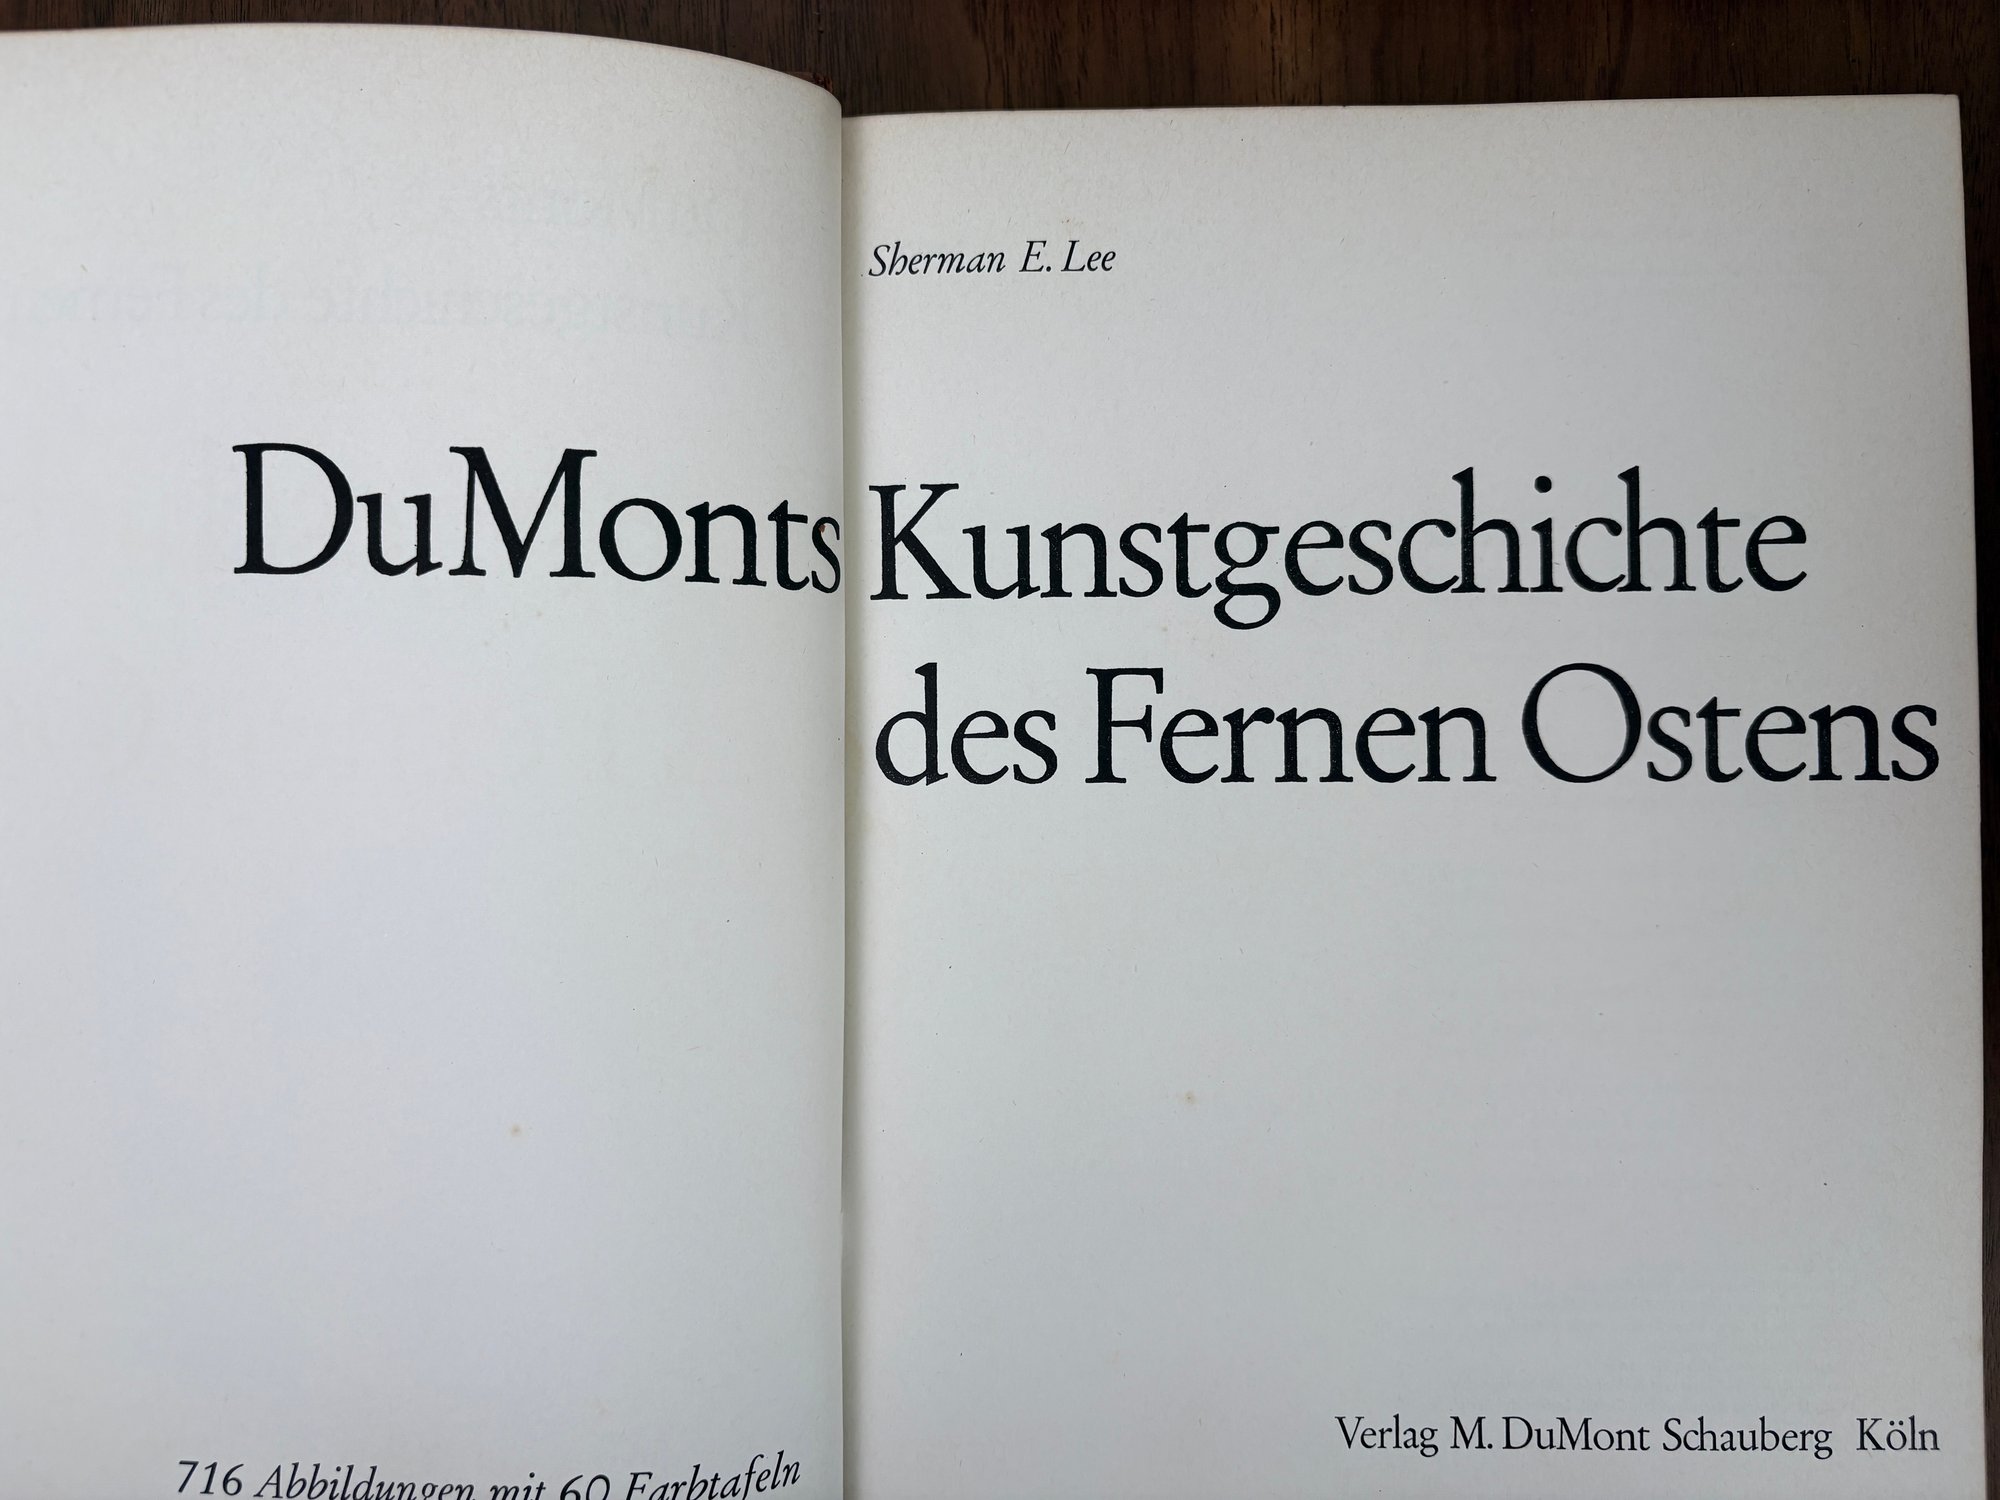 Sherman E. Lee
DuMonts Kunstgeschichte
des Fernen Ostens
716 Abbildungen mit 60 Farbtafeln
Verlag M. DuMont Schauberg Köln